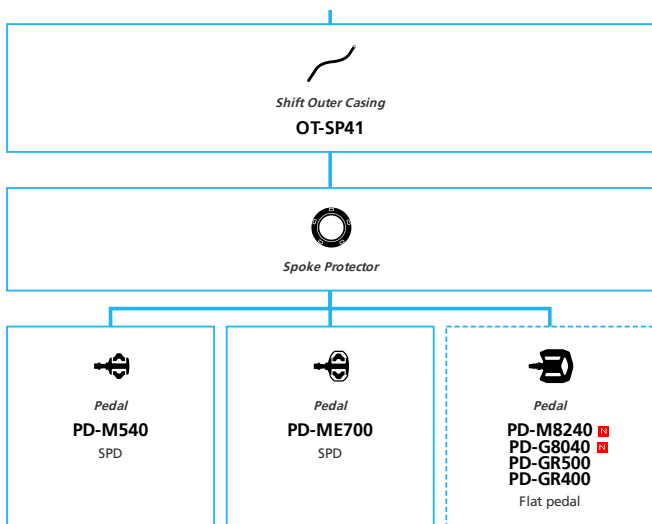 Shift Outer Casing
OT-SP41
Spoke Protector
Pedal
PD-M540
SPD
Pedal
PD-ME700
SPD
Pedal
PD-M8240 N
PD-G8040 N
PD-GR500
PD-GR400
Flat pedal